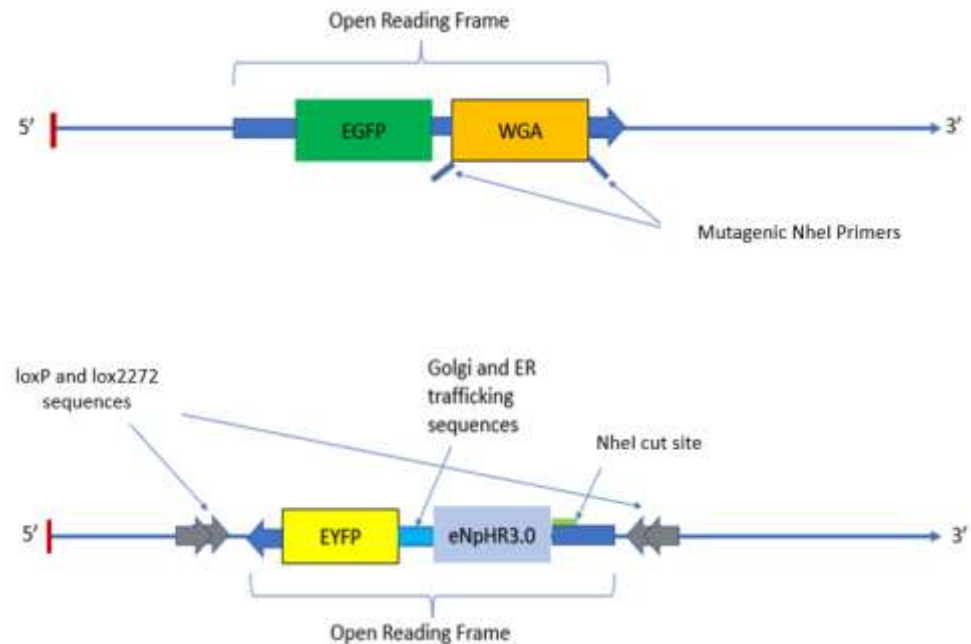 Open Reading Frame
5’
EGFP
WGA
3’
Mutagenic NheI Primers
loxP and lox2272
sequences
Golgi and ER
trafficking
sequences
NheI cut site
5’
EYFP
eNpHR3.0
3’
Open Reading Frame